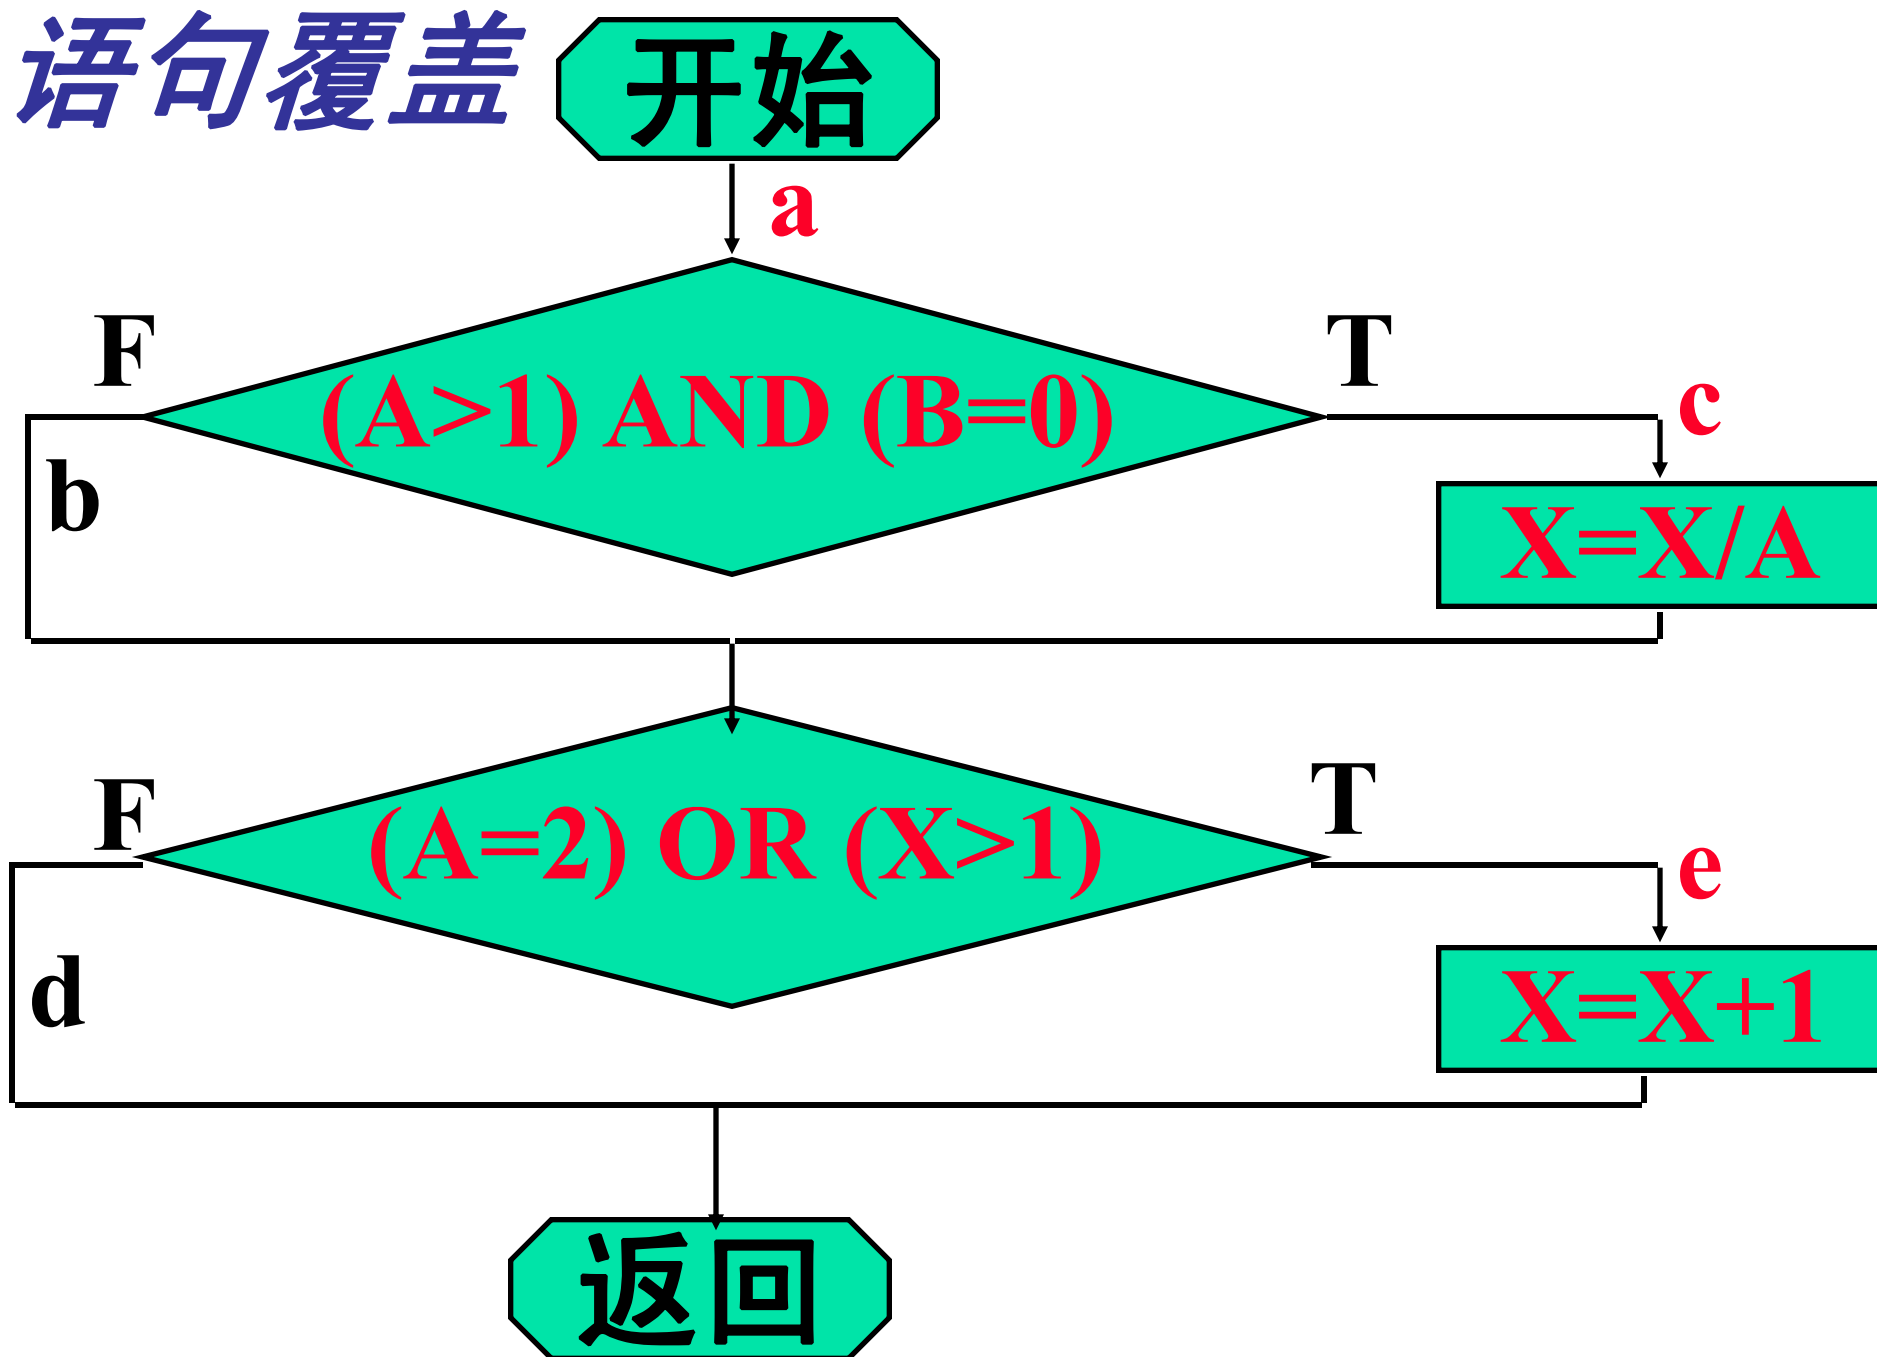 语句覆盖
开始
a
F
T
(A>1) AND (B=0)
c
b
X=X/A
F
T
(A=2) OR (X>1)
e
d
X=X+1
返回